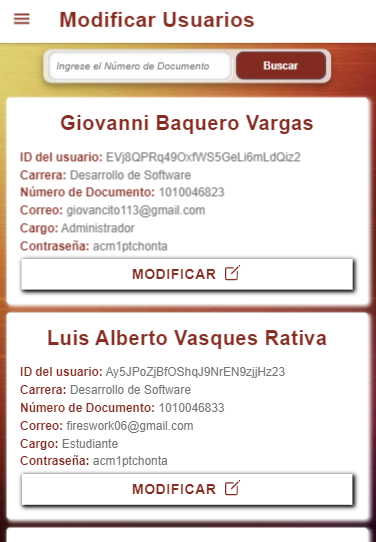 Modificar Usuarios
Ingrese el Número de Documento
Buscar
Giovanni Baquero Vargas
ID del usuario: EVj8QPRq49OxfWS5GeLi6mLdQiz2
Carrera: Desarrollo de Software
Número de Documento: 1010046823
Correo: giovancito113@gmail.com
Cargo: Administrador
Contraseña: acm1ptchonta
MODIFICAR
Luis Alberto Vasques Rativa
ID del usuario: Ay5JPoZjBfOShqJ9NrEN9zjjHz23
Carrera: Desarrollo de Software
Número de Documento: 1010046833
Correo: fireswork06@gmail.com
Cargo: Estudiante
Contraseña: acm1ptchonta
MODIFICAR